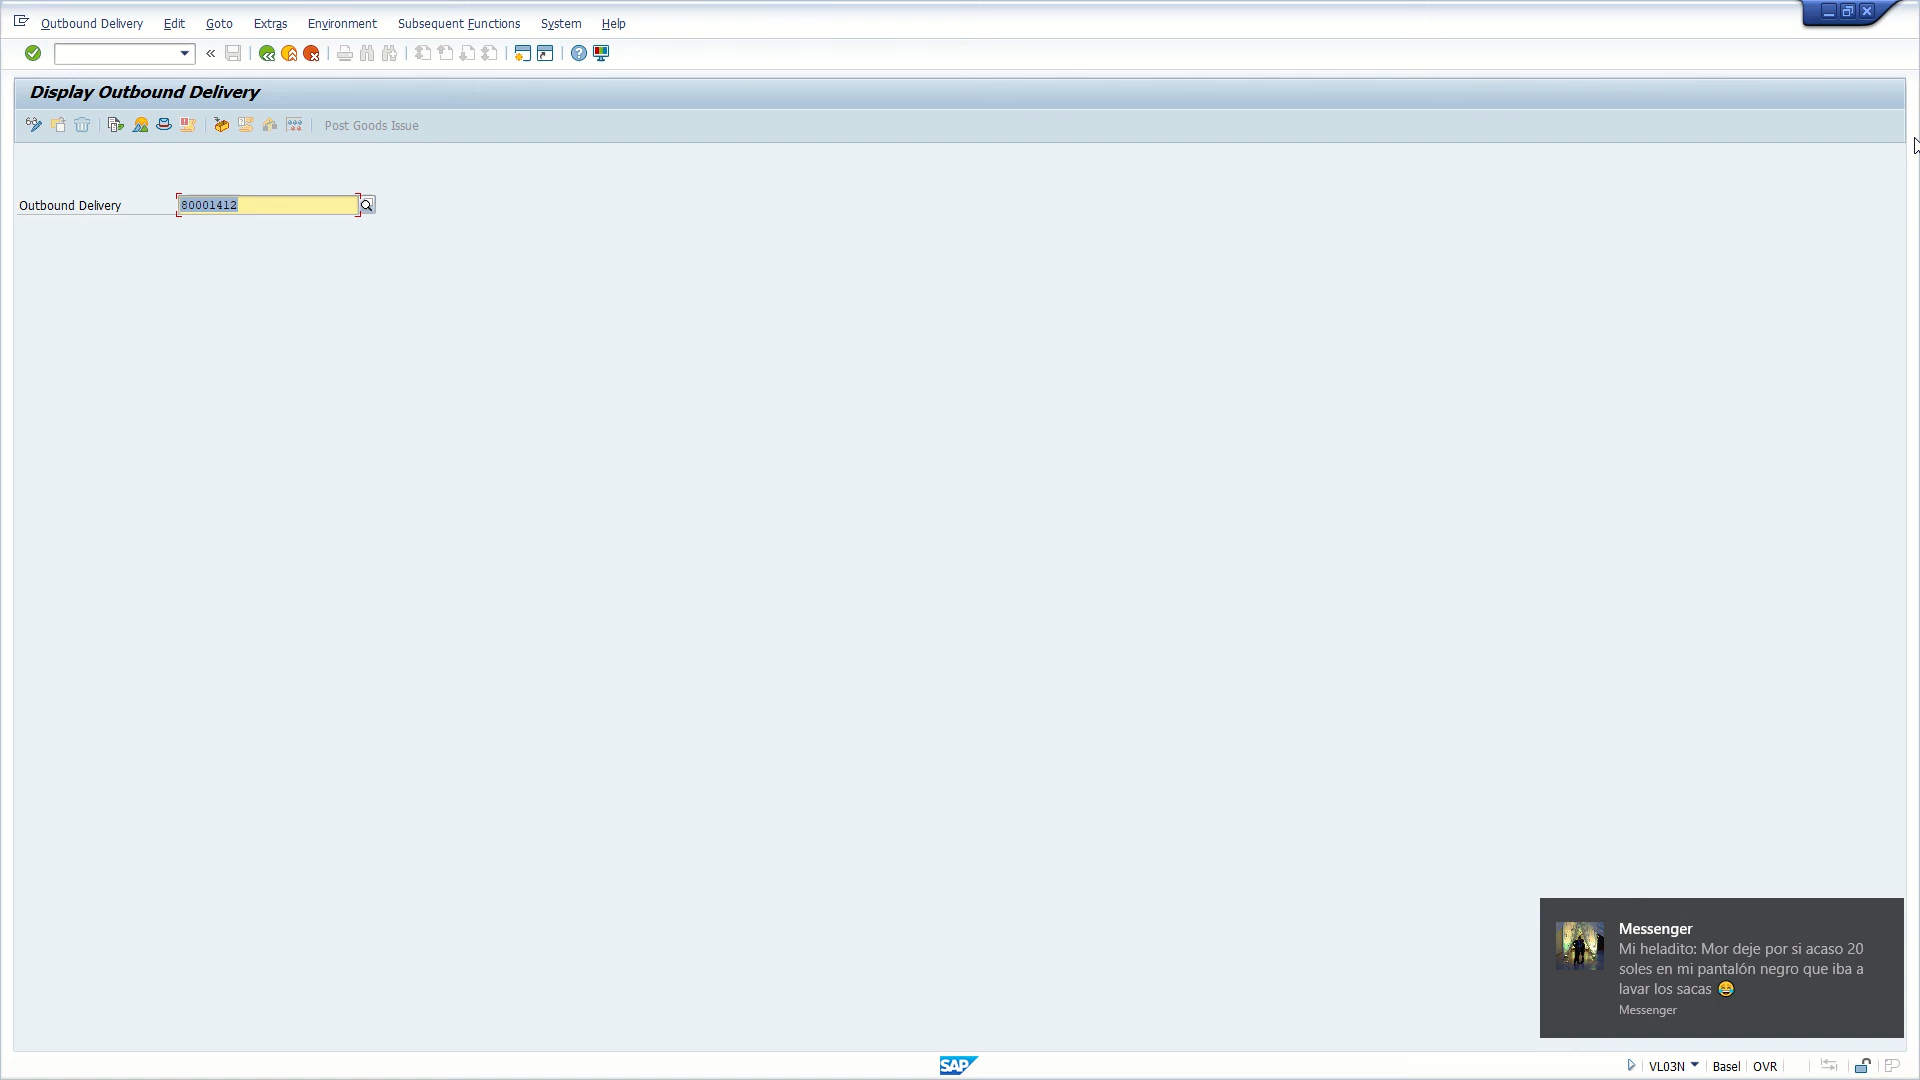 Outbound Delivery Edit Goto Extras Environment Subsequent Functions System Help
Display Outbound Delivery
Post Goods Issue
Outbound Delivery 80001412
Messenger
Mi heladito: Mor deje por si acaso 20
soles en mi pantalón negro que iba a
lavar los sacas 😂
Messenger
SAP
VL03N Basel OVR